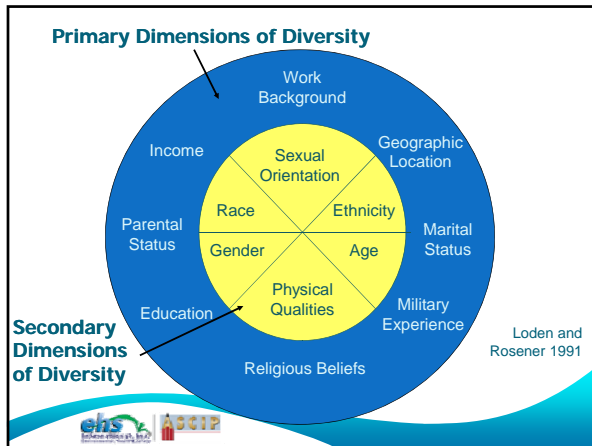 Primary Dimensions of Diversity
Work
Background
Income
Sexual
Orientation
Geographic
Location
Race
Ethnicity
Parental
Status
Marital
Status
Gender
Age
Physical
Qualities
Education
Military
Experience
Secondary
Dimensions
of Diversity
Religious Beliefs
Loden and
Rosener 1991
ehs
ASCIP